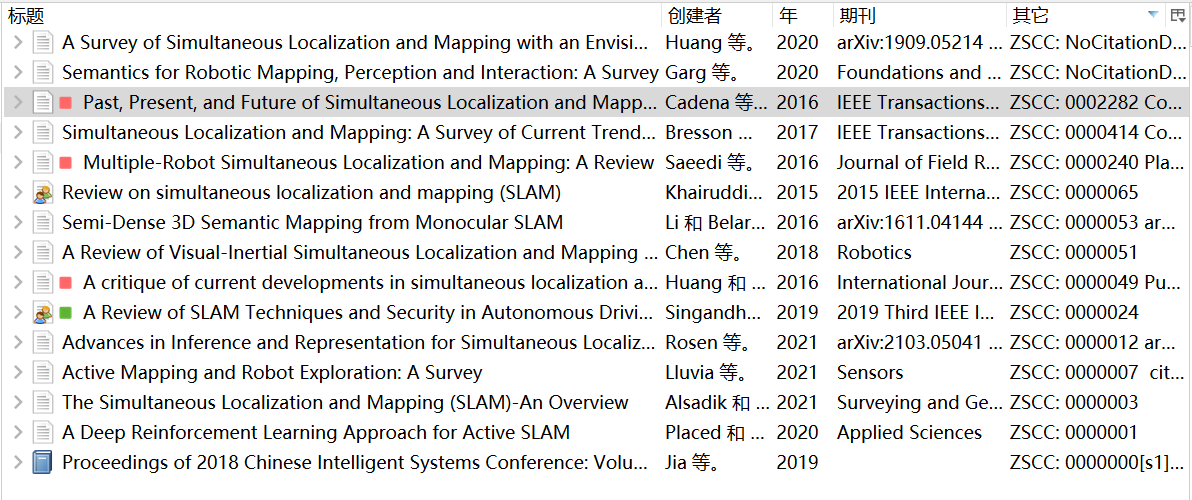 标题 创建者 年 期刊 其它
A Survey of Simultaneous Localization and Mapping with an Envisi... Huang 等。 2020 arXiv:1909.05214 ... ZSCC: NoCitationD...
Semantics for Robotic Mapping, Perception and Interaction: A Survey Garg 等。 2020 Foundations and ... ZSCC: NoCitationD...
Past, Present, and Future of Simultaneous Localization and Mapp... Cadena 等... 2016 IEEE Transactions... ZSCC: 0002282 Co...
Simultaneous Localization and Mapping: A Survey of Current Trend... Bresson ... 2017 IEEE Transactions... ZSCC: 0000414 Co...
Multiple-Robot Simultaneous Localization and Mapping: A Review Saeedi 等。 2016 Journal of Field R... ZSCC: 0000240 Pla...
Review on simultaneous localization and mapping (SLAM) Khairuddi... 2015 2015 IEEE Interna... ZSCC: 0000065
Semi-Dense 3D Semantic Mapping from Monocular SLAM Li 和 Belar... 2016 arXiv:1611.04144 ... ZSCC: 0000053 ar...
A Review of Visual-Inertial Simultaneous Localization and Mapping ... Chen 等。 2018 Robotics ZSCC: 0000051
A critique of current developments in simultaneous localization a... Huang 和 ... 2016 International Jour... ZSCC: 0000049 Pu...
A Review of SLAM Techniques and Security in Autonomous Drivi... Singandh... 2019 2019 Third IEEE I... ZSCC: 0000024
Advances in Inference and Representation for Simultaneous Localiz... Rosen 等。 2021 arXiv:2103.05041 ... ZSCC: 0000012 ar...
Active Mapping and Robot Exploration: A Survey Lluvia 等。 2021 Sensors ZSCC: 0000007 cit...
The Simultaneous Localization and Mapping (SLAM)-An Overview Alsadik 和 ... 2021 Surveying and Ge... ZSCC: 0000003
A Deep Reinforcement Learning Approach for Active SLAM Placed 和 ... 2020 Applied Sciences ZSCC: 0000001
Proceedings of 2018 Chinese Intelligent Systems Conference: Volu... Jia 等。 2019 ZSCC: 0000000[s1]...